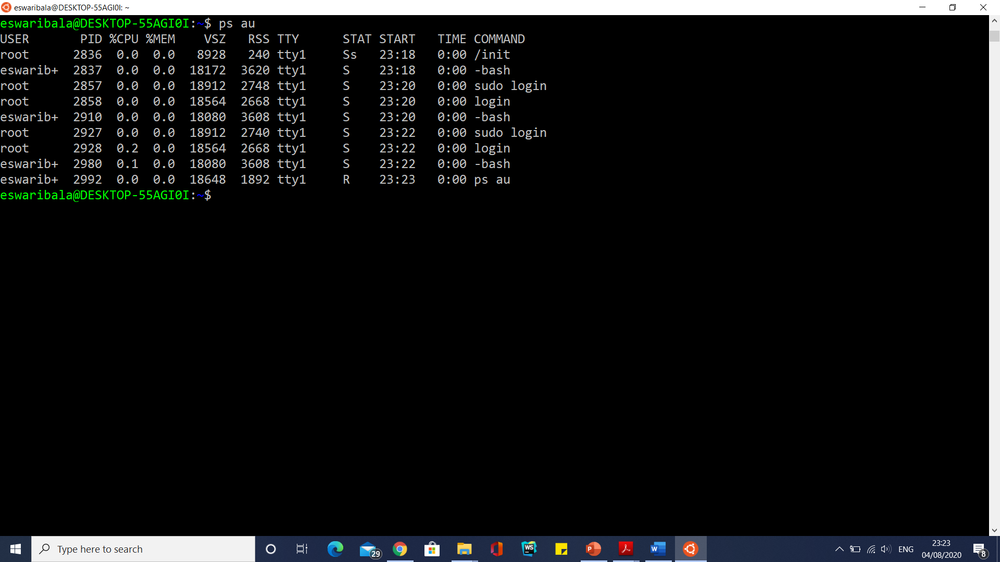 eswaribala@DESKTOP-55AGI0I: ~
eswaribala@DESKTOP-55AGI0I:~$ ps au
USER       PID %CPU %MEM    VSZ   RSS TTY      STAT START   TIME COMMAND
root      2836  0.0  0.0   8928   240 tty1     Ss   23:18   0:00 /init
eswarib+  2837  0.0  0.0  18172  3620 tty1     S    23:18   0:00 -bash
root      2857  0.0  0.0  18912  2748 tty1     S    23:20   0:00 sudo login
root      2858  0.0  0.0  18564  2668 tty1     S    23:20   0:00 login
eswarib+  2910  0.0  0.0  18080  3608 tty1     S    23:20   0:00 -bash
root      2927  0.0  0.0  18912  2740 tty1     S    23:22   0:00 sudo login
root      2928  0.2  0.0  18564  2668 tty1     S    23:22   0:00 login
eswarib+  2980  0.1  0.0  18080  3608 tty1     S    23:22   0:00 -bash
eswarib+  2992  0.0  0.0  18648  1892 tty1     R    23:23   0:00 ps au
eswaribala@DESKTOP-55AGI0I:~$
Type here to search
29
WS
P
W
ENG
23:23
04/08/2020
8